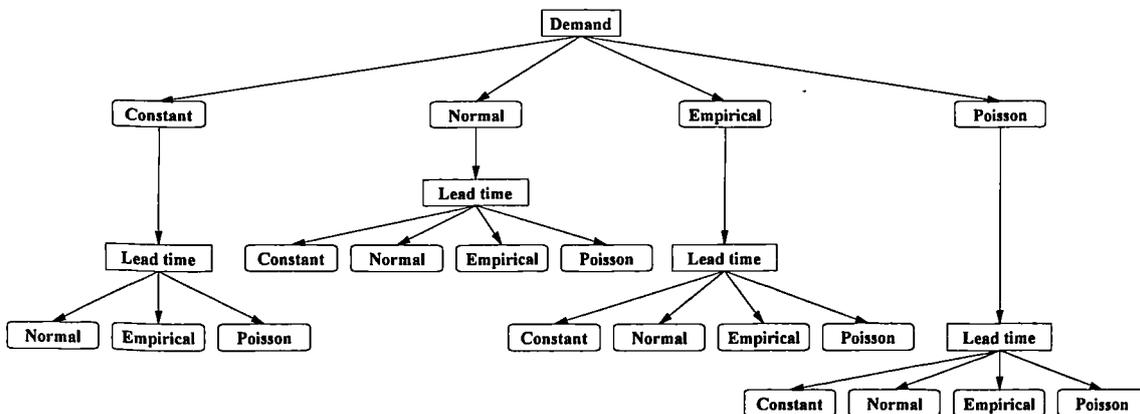 Demand
Constant
Normal
Empirical
Poisson
Lead time
Lead time
Constant
Normal
Empirical
Poisson
Lead time
Normal
Empirical
Poisson
Constant
Normal
Empirical
Poisson
Lead time
Constant
Normal
Empirical
Poisson